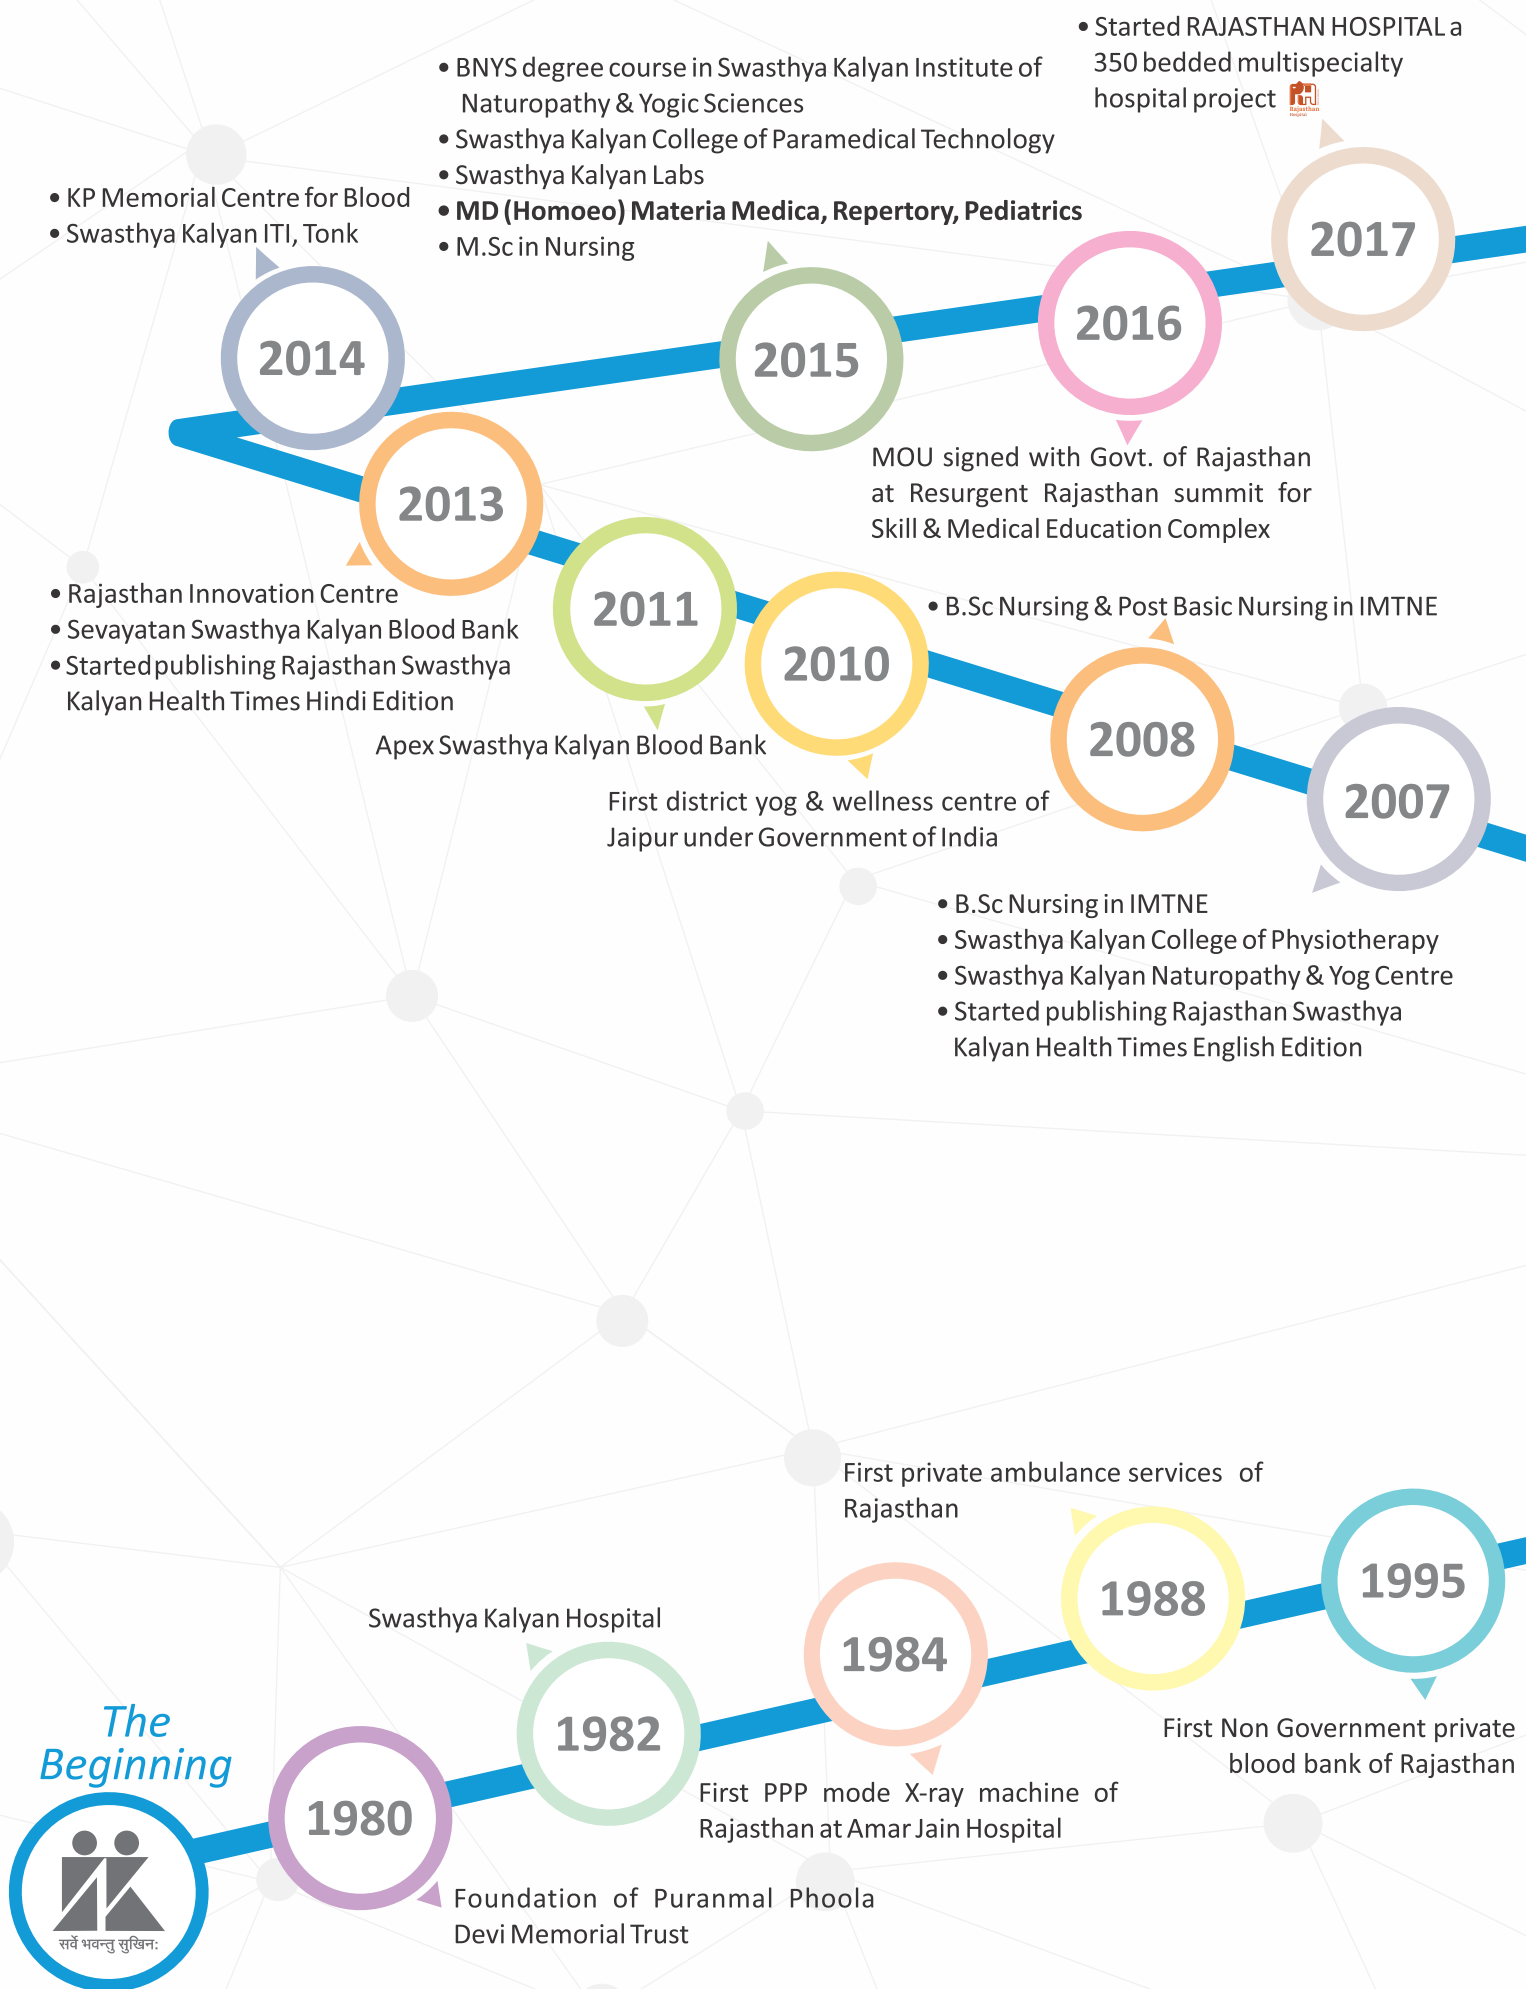 • Started RAJASTHAN HOSPITAL a
350 bedded multispecialty
hospital project
Rajasthan
Hospital
2017
• BNYS degree course in Swasthya Kalyan Institute of
Naturopathy & Yogic Sciences
• Swasthya Kalyan College of Paramedical Technology
• Swasthya Kalyan Labs
• MD (Homoeo) Materia Medica, Repertory, Pediatrics
• M.Sc in Nursing
2015
• KP Memorial Centre for Blood
• Swasthya Kalyan ITI, Tonk
2014
2016
MOU signed with Govt. of Rajasthan
at Resurgent Rajasthan summit for
Skill & Medical Education Complex
2013
• Rajasthan Innovation Centre
• Sevayatan Swasthya Kalyan Blood Bank
• Started publishing Rajasthan Swasthya
Kalyan Health Times Hindi Edition
2011
Apex Swasthya Kalyan Blood Bank
2010
First district yog & wellness centre of
Jaipur under Government of India
• B.Sc Nursing & Post Basic Nursing in IMTNE
2008
2007
• B.Sc Nursing in IMTNE
• Swasthya Kalyan College of Physiotherapy
• Swasthya Kalyan Naturopathy & Yog Centre
• Started publishing Rajasthan Swasthya
Kalyan Health Times English Edition
First private ambulance services of
Rajasthan
1988
1995
First Non Government private
blood bank of Rajasthan
1984
First PPP mode X-ray machine of
Rajasthan at Amar Jain Hospital
Swasthya Kalyan Hospital
1982
The
Beginning
1980
Foundation of Puranmal Phoola
Devi Memorial Trust
सर्वे भवन्तु सुखिन: